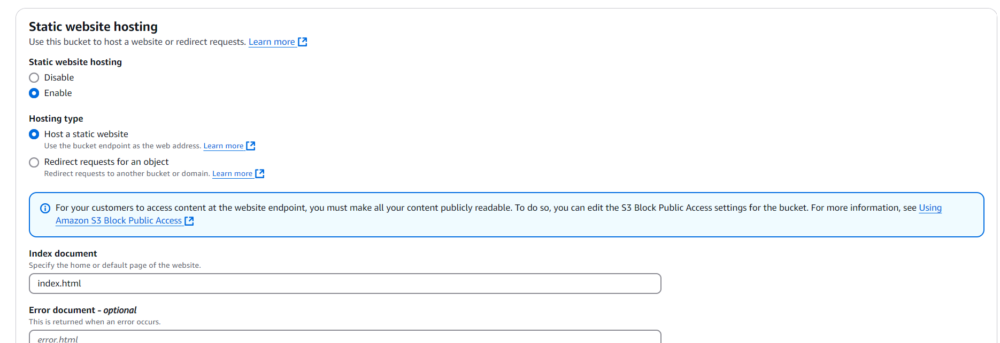 Static website hosting
Use this bucket to host a website or redirect requests. Learn more
Static website hosting
Disable
Enable
Hosting type
Host a static website
Use the bucket endpoint as the web address. Learn more
Redirect requests for an object
Redirect requests to another bucket or domain. Learn more
For your customers to access content at the website endpoint, you must make all your content publicly readable. To do so, you can edit the S3 Block Public Access settings for the bucket. For more information, see Using
Amazon S3 Block Public Access
Index document
Specify the home or default page of the website.
index.html
Error document - optional
This is returned when an error occurs.
error.html